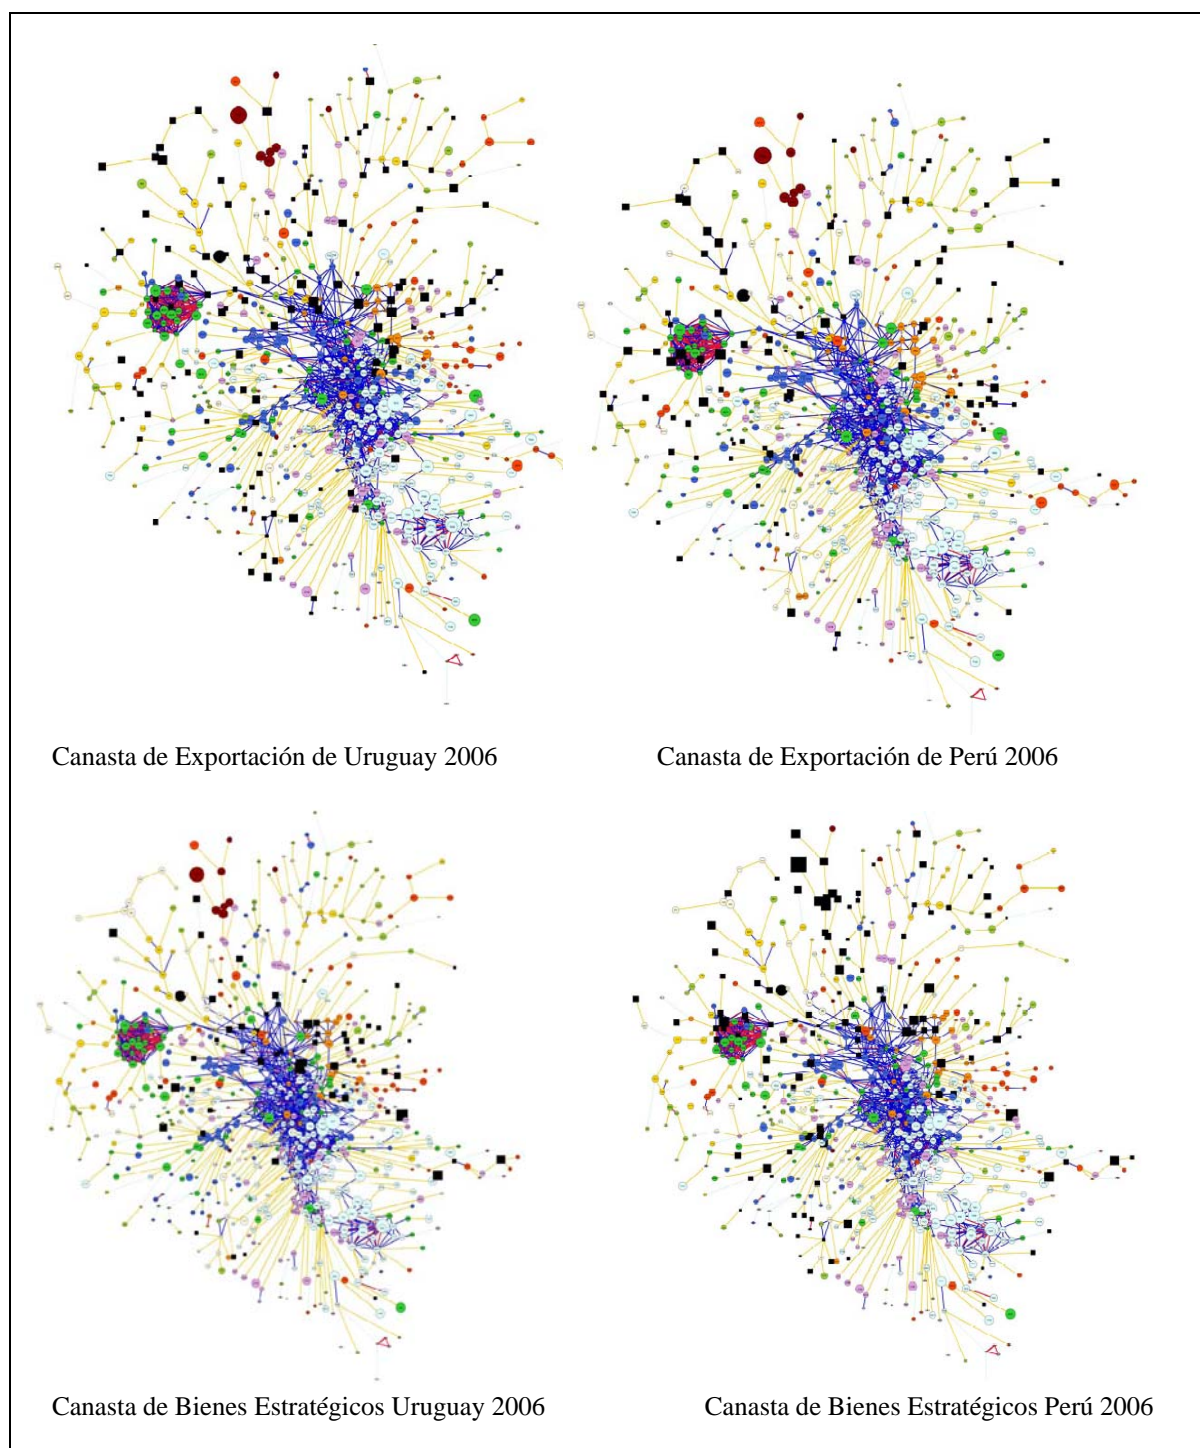 Canasta de Exportación de Uruguay 2006
Canasta de Exportación de Perú 2006
Canasta de Bienes Estratégicos Uruguay 2006
Canasta de Bienes Estratégicos Perú 2006